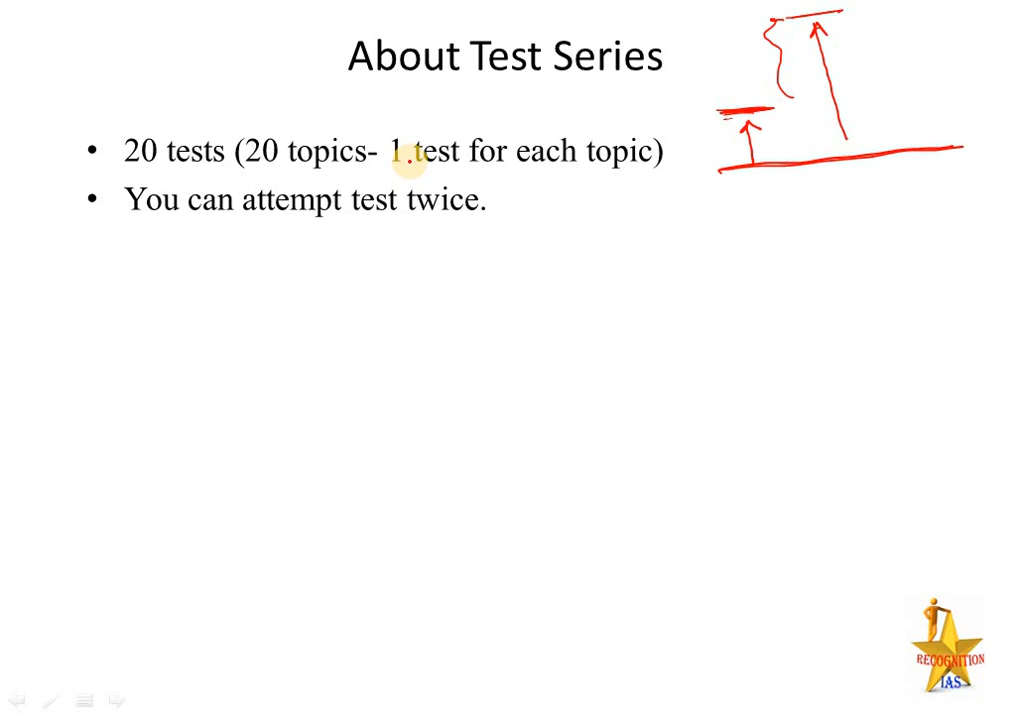 About Test Series
• 20 tests (20 topics- 1 test for each topic)
• You can attempt test twice.
RECOGNITION
IAS